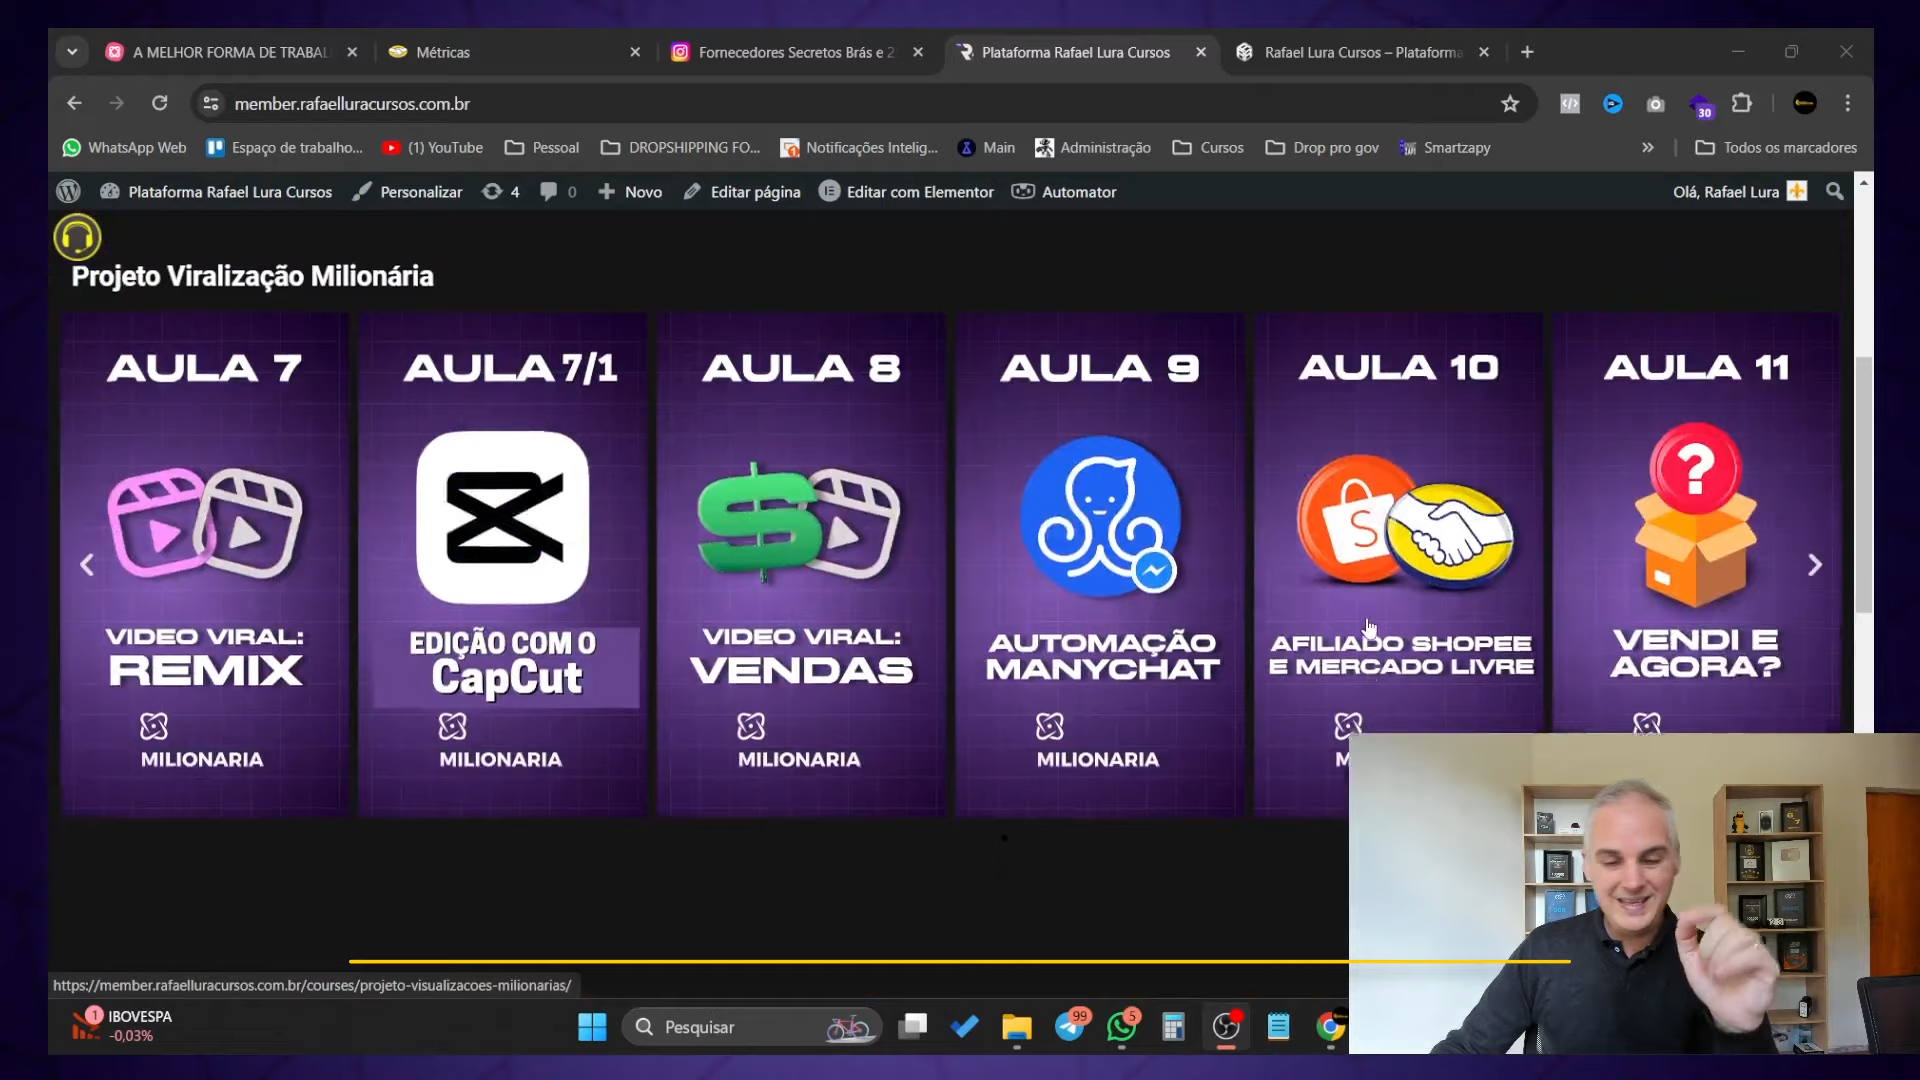 A MELHOR FORMA DE TRABAL
Métricas
Fornecedores Secretos Brás e 2
Plataforma Rafael Lura Cursos
Rafael Lura Cursos – Plataforma
member.rafaelluracursos.com.br
30
WhatsApp Web
Espaço de trabalho...
(1) YouTube
Pessoal
DROPSHIPPING FO...
Notificações Intelig...
Main
Administração
Cursos
Drop pro gov
Smartzapy
Todos os marcadores
Plataforma Rafael Lura Cursos
Personalizar
4
0
Novo
Editar página
Editar com Elementor
Automator
Olá, Rafael Lura
Projeto Viralização Milionária
AULA 7
VIDEO VIRAL:
REMIX
MILIONARIA
AULA 7/1
EDIÇÃO COM O
CapCut
MILIONARIA
AULA 8
VIDEO VIRAL:
VENDAS
MILIONARIA
AULA 9
AUTOMAÇÃO
MANYCHAT
MILIONARIA
AULA 10
S
AFILIADO SHOPEE
E MERCADO LIVRE
M
AULA 11
?
VENDI E
AGORA?
https://member.rafaelluracursos.com.br/courses/projeto-visualizacoes-milionarias/
1
IBOVESPA
-0,03%
Pesquisar
99
5